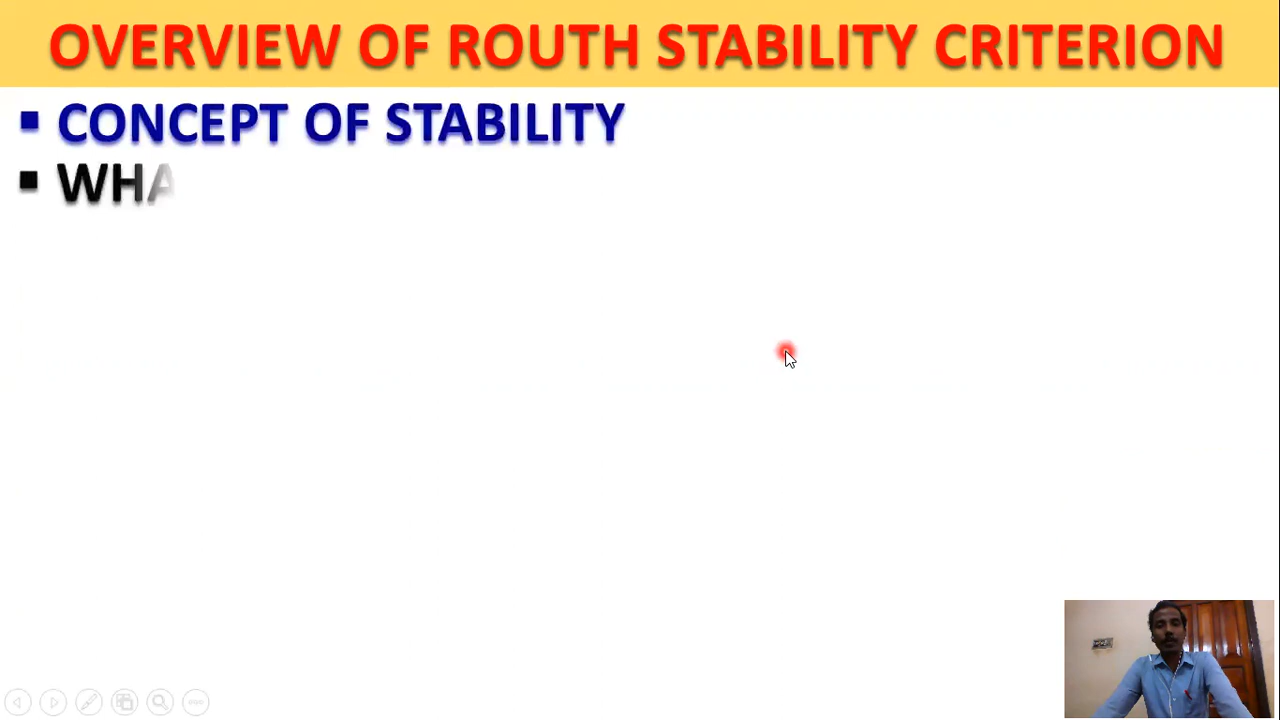 OVERVIEW OF ROUTH STABILITY CRITERION
▪ CONCEPT OF STABILITY
▪ WHA